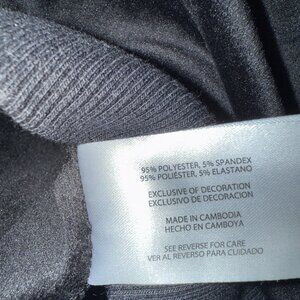 95% POLYESTER, 5% SPANDEX
95% POLIÉSTER, 5% ELASTANO
EXCLUSIVE OF DECORATION
EXCLUSIVO DE DECORACION
MADE IN CAMBODIA
HECHO EN CAMBOYA
SEE REVERSE FOR CARE
VER AL REVERSO PARA CUIDADO